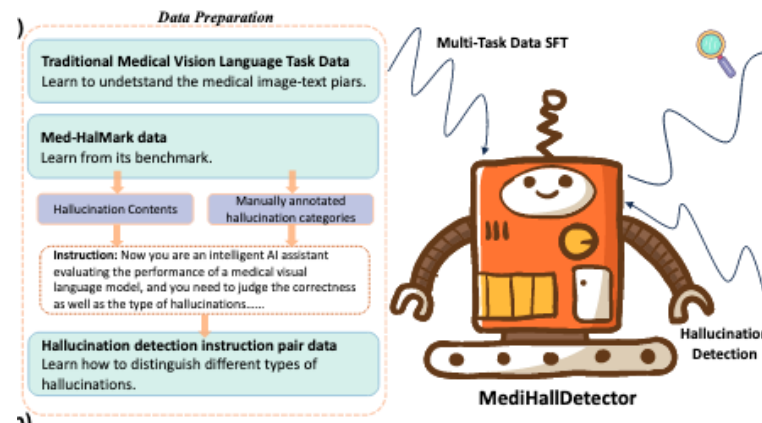 )
Data Preparation
Traditional Medical Vision Language Task Data
Learn to undetstand the medical image-text piars.
Med-HalMark data
Learn from its benchmark.
Hallucination Contents
Manually annotated
hallucination categories
Instruction: Now you are an intelligent AI assistant
evaluating the performance of a medical visual
language model, and you need to judge the correctness
as well as the type of hallucinations......
Hallucination detection instruction pair data
Learn how to distinguish different types of
hallucinations.
Multi-Task Data SFT
Hallucination
Detection
MediHallDetector